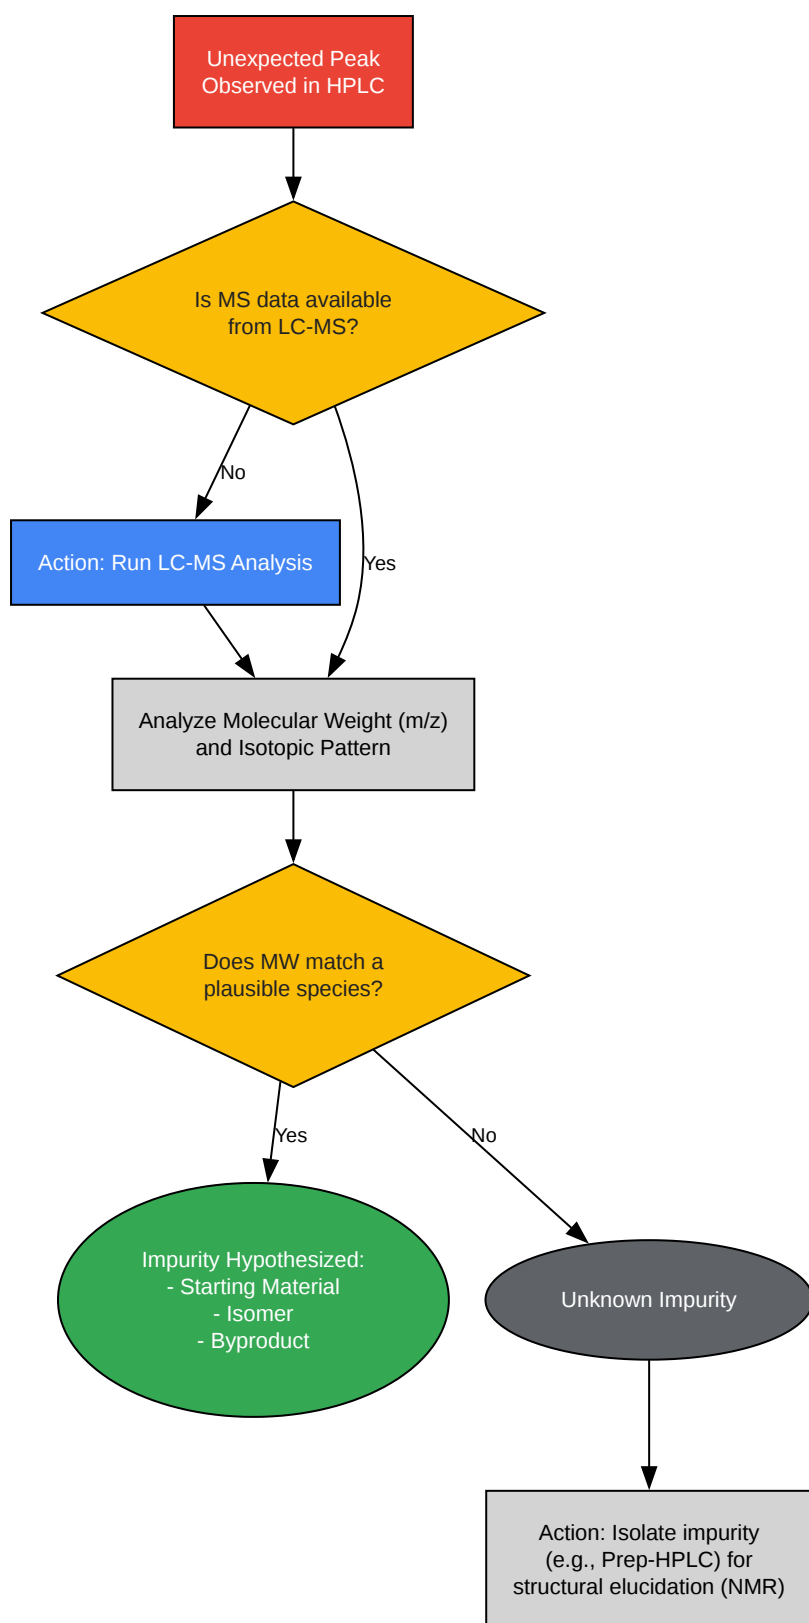 Unexpected Peak
Observed in HPLC
Is MS data available
from LC-MS?
No
Action: Run LC-MS Analysis
Yes
Analyze Molecular Weight (m/z)
and Isotopic Pattern
Does MW match a
plausible species?
Yes
No
Impurity Hypothesized:
- Starting Material
- Isomer
- Byproduct
Unknown Impurity
Action: Isolate impurity
(e.g., Prep-HPLC) for
structural elucidation (NMR)